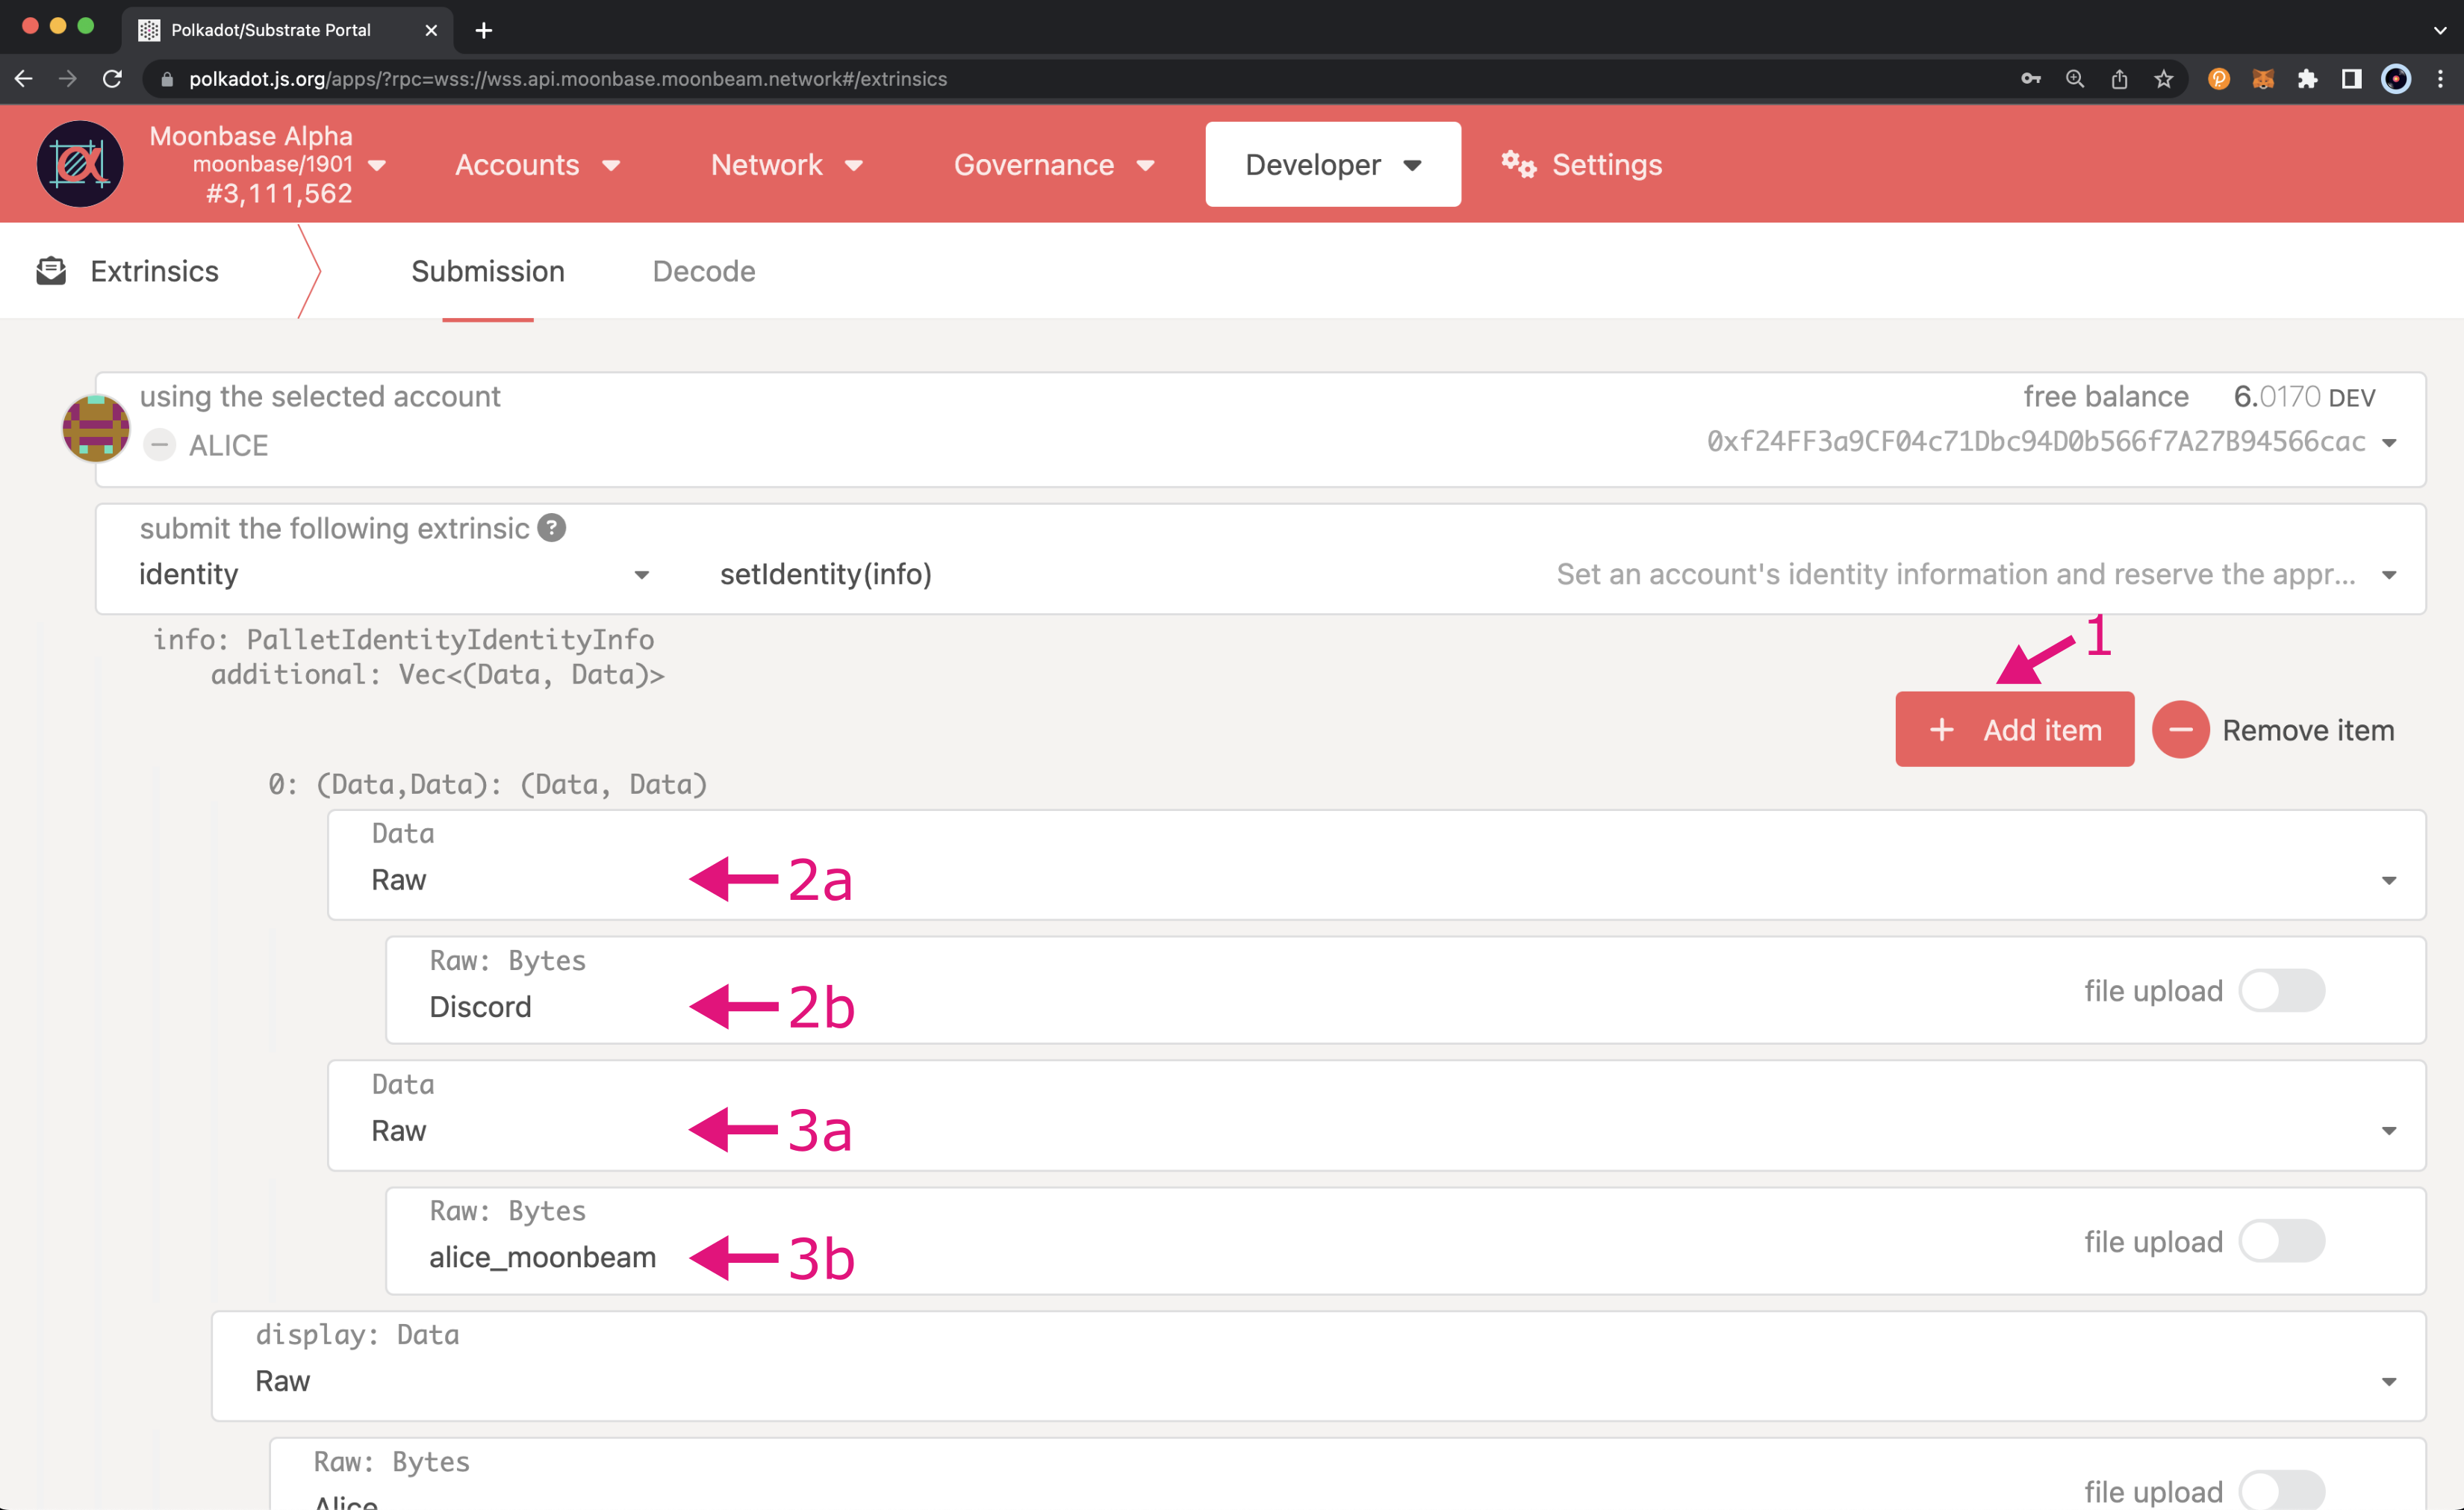 Polkadot/Substrate Portal
polkadot.js.org/apps/?rpc=wss://wss.api.moonbase.moonbeam.network#/extrinsics
Moonbase Alpha
moonbase/1901
#3,111,562
Accounts
Network
Governance
Developer
Settings
Extrinsics
Submission
Decode
using the selected account
free balance 6.0170 DEV
ALICE
0xf24FF3a9CF04c71Dbc94D0b566f7A27B94566cac
submit the following extrinsic ?
identity
setIdentity(info)
Set an account's identity information and reserve the appr...
info: PalletIdentityIdentityInfo
1
additional: Vec<(Data, Data)>
+ Add item
Remove item
0: (Data,Data): (Data, Data)
Data
Raw
2a
Raw: Bytes
Discord
2b
file upload
Data
Raw
3a
Raw: Bytes
alice_moonbeam
3b
file upload
display: Data
Raw
Raw: Bytes
Alice
file upload